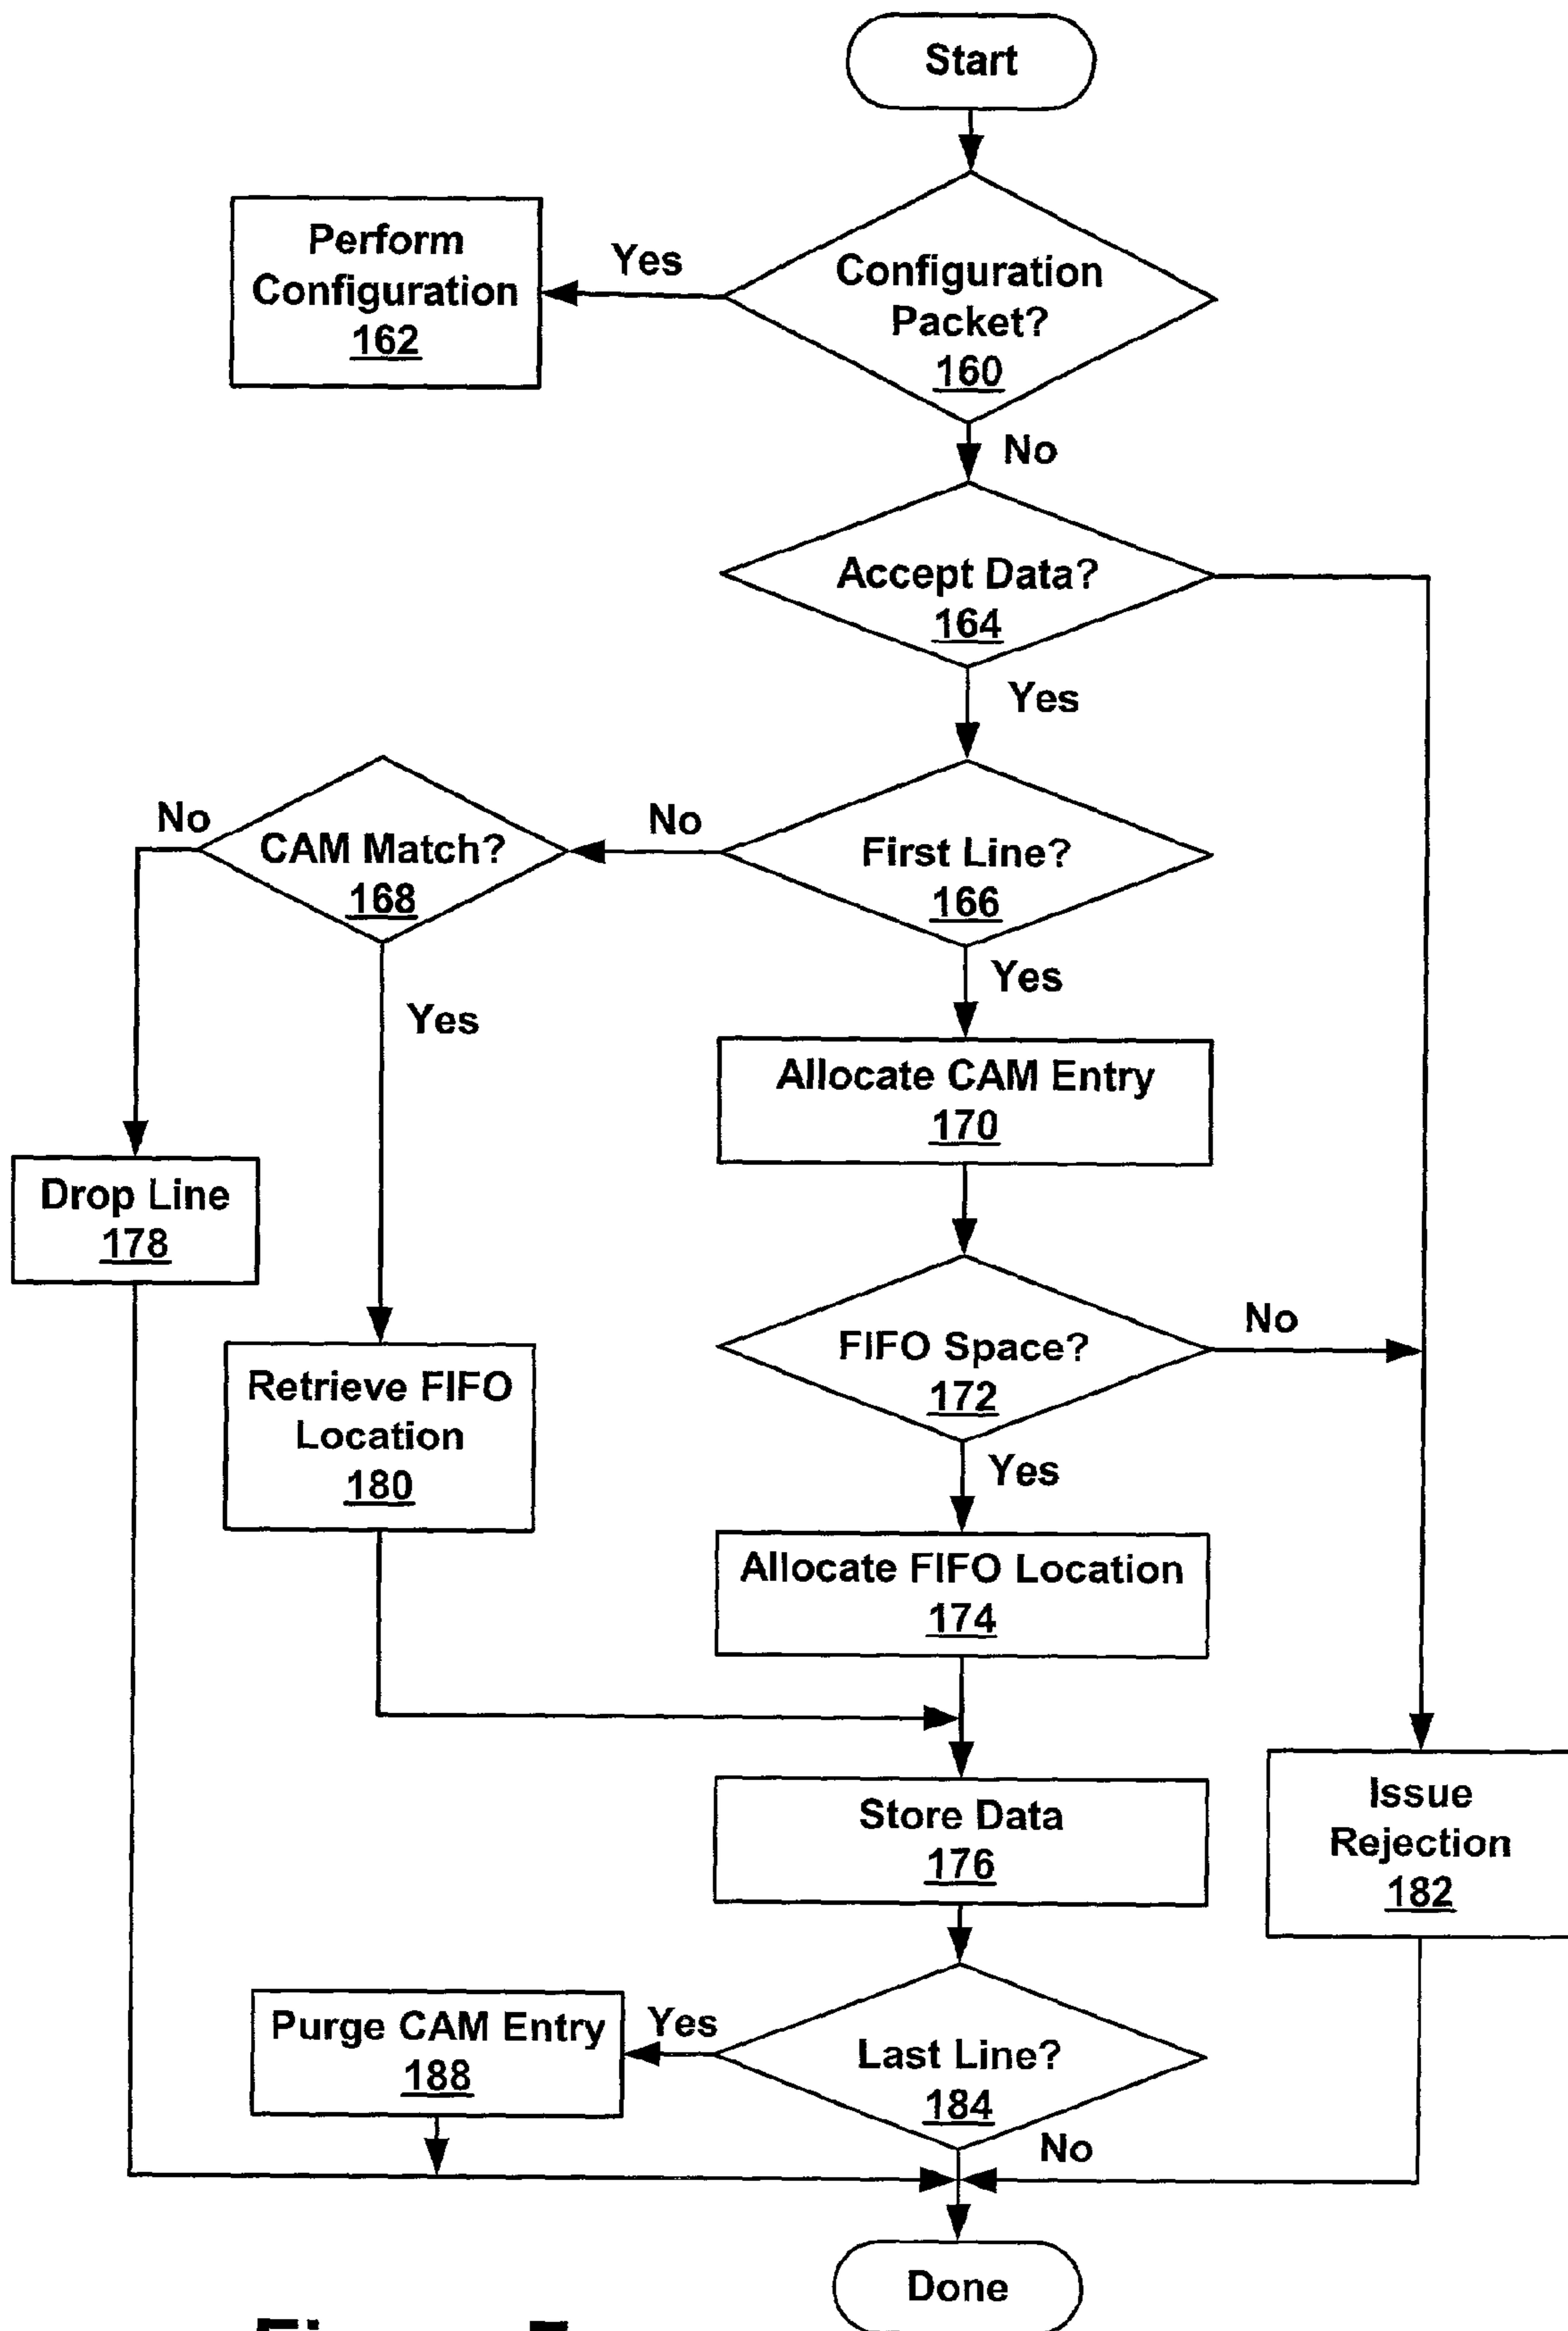 Start
Configuration
Packet?
160
Yes
Perform
Configuration
162
No
Accept Data?
164
Yes
First Line?
166
No
CAM Match?
168
No
Yes
Yes
Allocate CAM Entry
170
Drop Line
178
FIFO Space?
172
No
Retrieve FIFO
Location
180
Yes
Allocate FIFO Location
174
Store Data
176
Issue
Rejection
182
Last Line?
184
Yes
Purge CAM Entry
188
No
Done